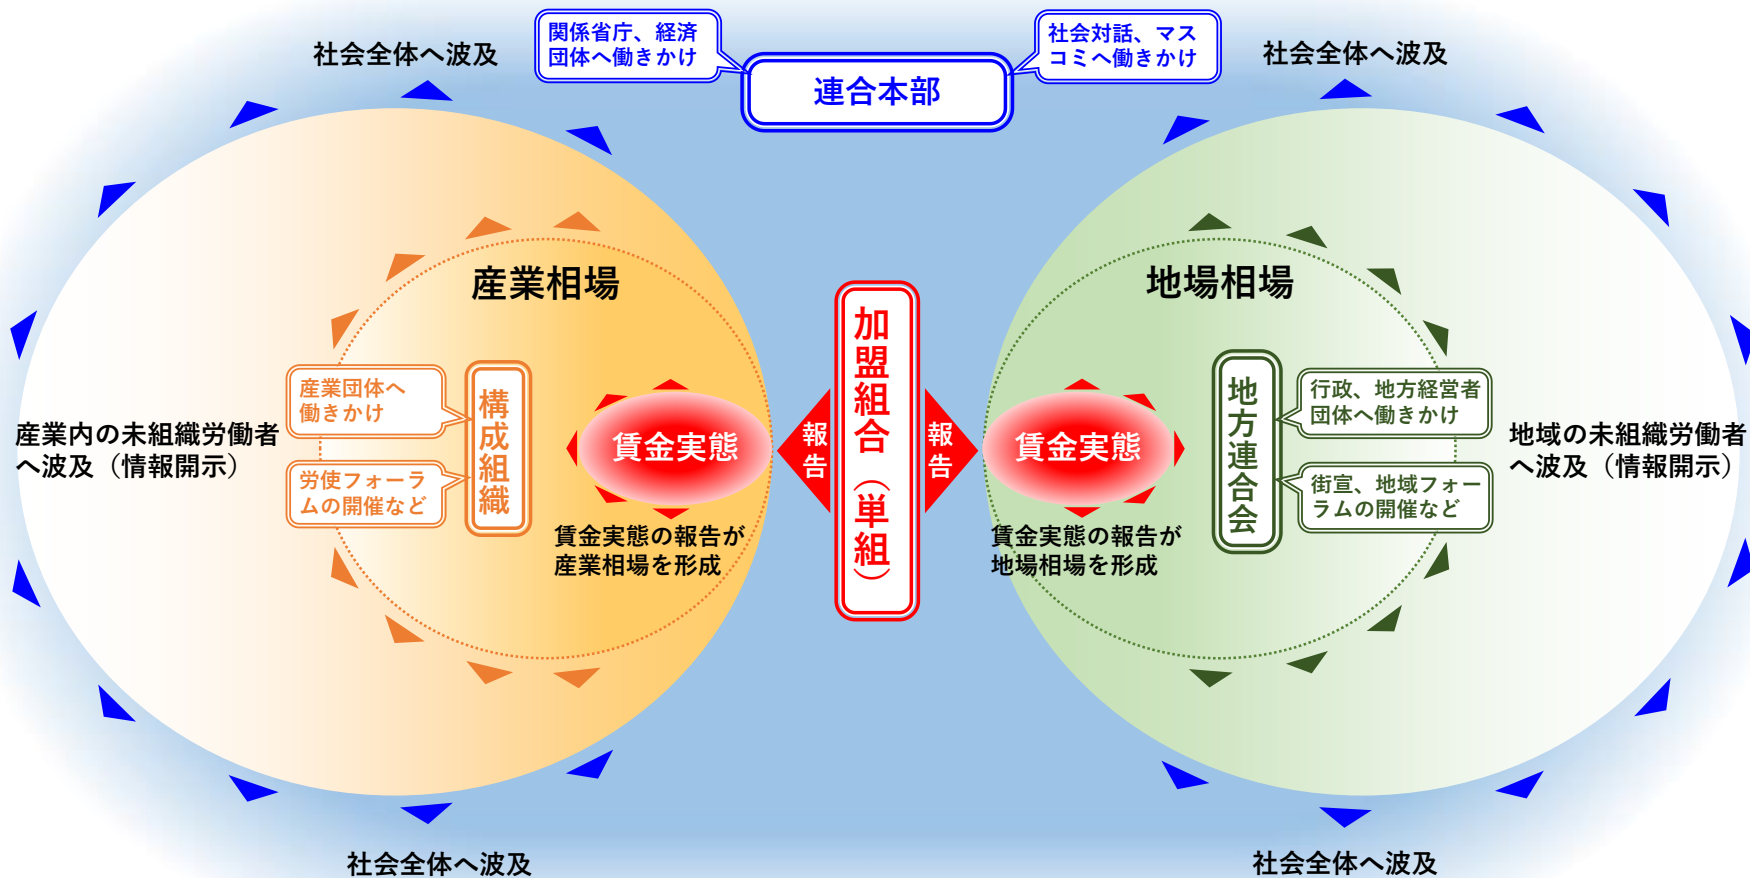 関係省庁、経済
団体へ働きかけ
社会対話、マス
コミへ働きかけ
社会全体へ波及
連合本部
社会全体へ波及
産業相場
地場相場
加盟組合（単組）
産業団体へ
働きかけ
構成組織
労使フォーラ
ムの開催など
賃金実態
報告
報告
賃金実態
地方連合会
行政、地方経営者
団体へ働きかけ
街宣、地域フォー
ラムの開催など
産業内の未組織労働者
へ波及（情報開示）
地域の未組織労働者
へ波及（情報開示）
賃金実態の報告が
産業相場を形成
賃金実態の報告が
地場相場を形成
社会全体へ波及
社会全体へ波及